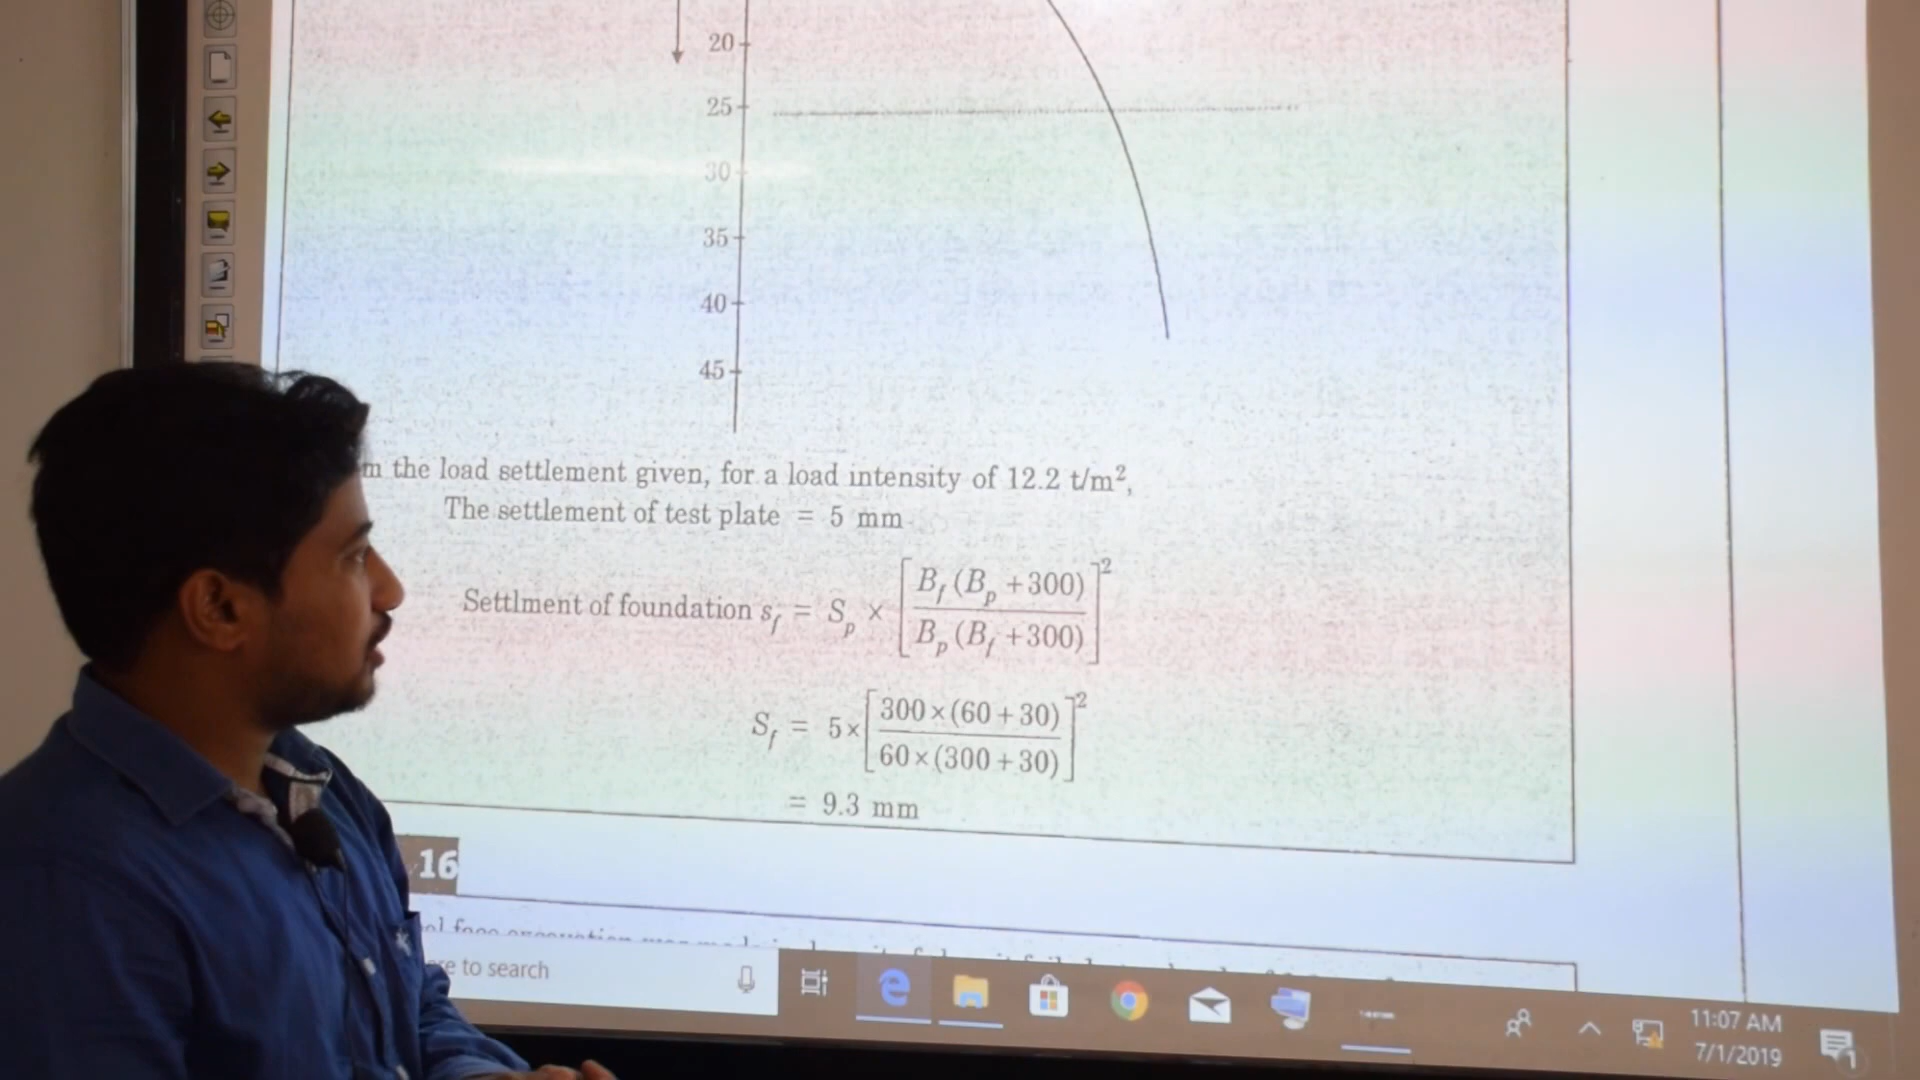 20
25
30
35
40
45
m the load settlement given, for a load intensity of 12.2 t/m²,
The settlement of test plate = 5 mm
Settlment of foundation s_f = S_p × [B_f (B_p + 300) / B_p (B_f + 300)]²
S_f = 5 × [300 × (60 + 30) / 60 × (300 + 30)]²
= 9.3 mm
16
to search
11:07 AM
7/1/2019
1